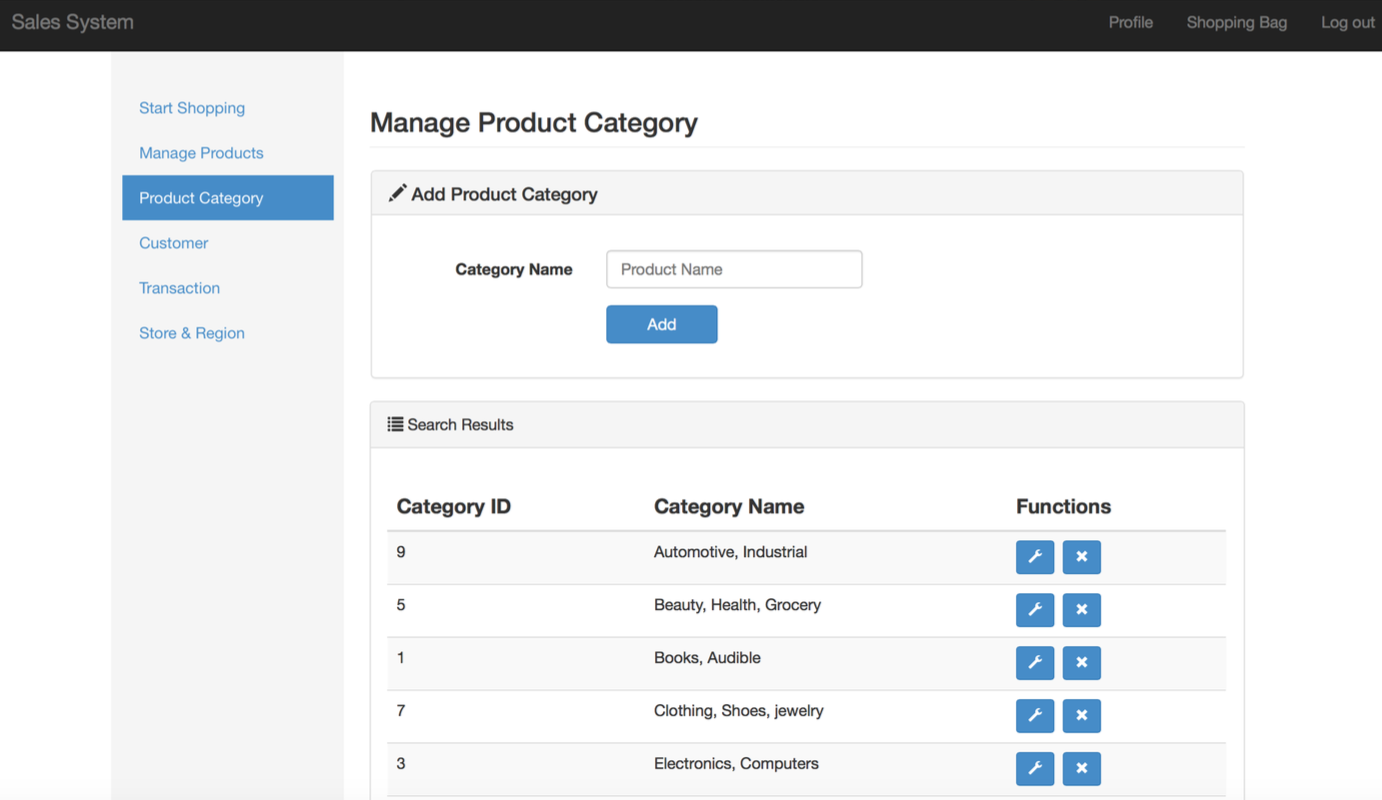 Sales System
Profile
Shopping Bag
Log out
Start Shopping
Manage Products
Product Category
Customer
Transaction
Store & Region
Manage Product Category
Add Product Category
Category Name
Product Name
Add
Search Results
Category ID Category Name Functions
9 Automotive, Industrial
5 Beauty, Health, Grocery
1 Books, Audible
7 Clothing, Shoes, jewelry
3 Electronics, Computers